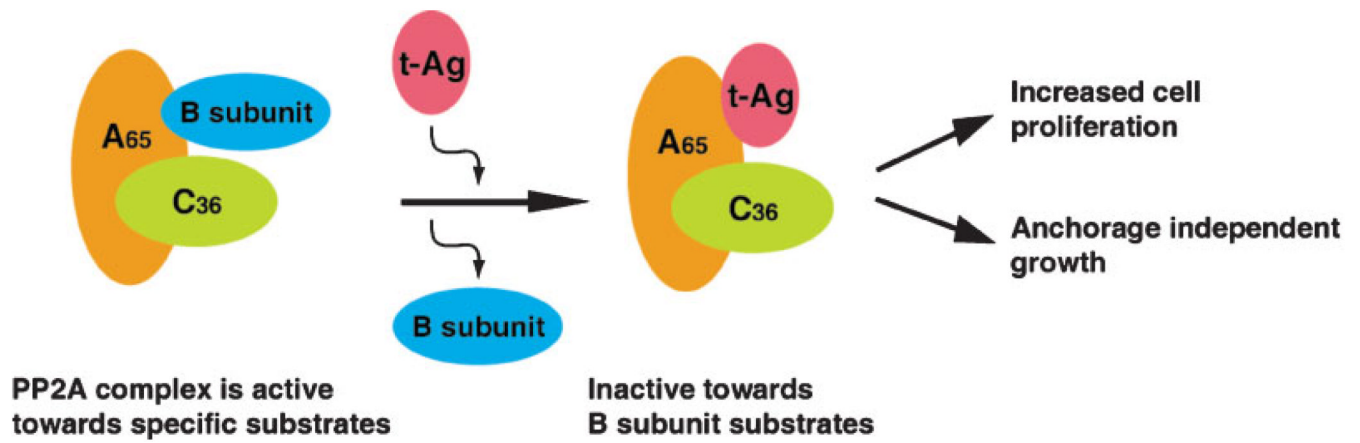 t-Ag
B subunit
A65
C36
B subunit
t-Ag
A65
C36
Increased cell
proliferation
Anchorage independent
growth
PP2A complex is active
towards specific substrates
Inactive towards
B subunit substrates